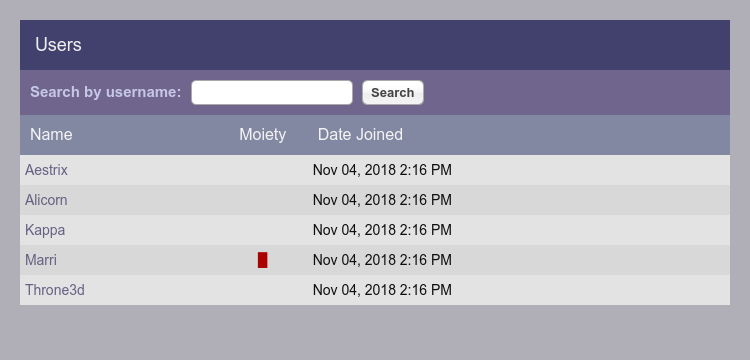 Users
Search by username: Search
Name Moiety Date Joined
Aestrix Nov 04, 2018 2:16 PM
Alicorn Nov 04, 2018 2:16 PM
Kappa Nov 04, 2018 2:16 PM
Marri Nov 04, 2018 2:16 PM
Throne3d Nov 04, 2018 2:16 PM